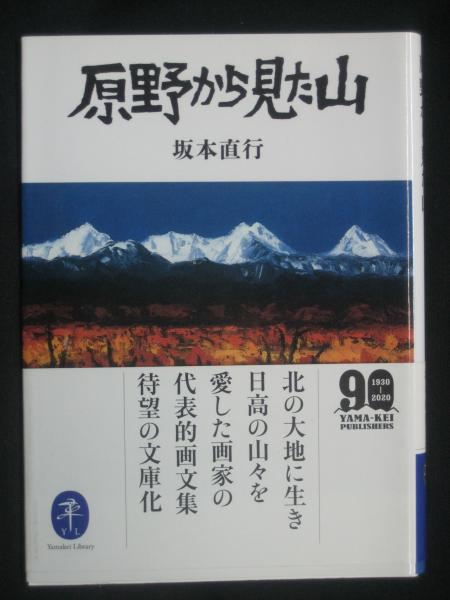 原野から見た山
坂本直行
北の大地に生き
日高の山々を
愛した画家の
代表的画文集
待望の文庫化
90
1930
2020
YAMA-KEI
PUBLISHERS
Y L
Yamakei Library